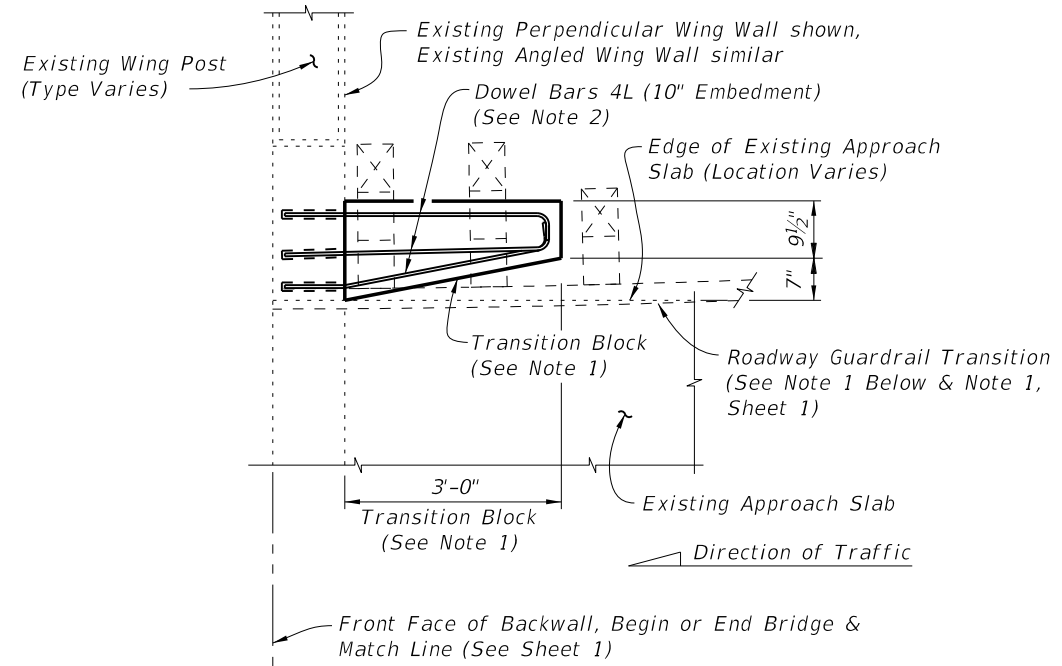 Existing Perpendicular Wing Wall shown,
Existing Angled Wing Wall similar
Existing Wing Post
(Type Varies)
Dowel Bars 4L (10" Embedment)
(See Note 2)
Edge of Existing Approach
Slab (Location Varies)
9½"
7"
Transition Block
(See Note 1)
Roadway Guardrail Transition
(See Note 1 Below & Note 1,
Sheet 1)
3'-0"
Transition Block
(See Note 1)
Existing Approach Slab
Direction of Traffic
Front Face of Backwall, Begin or End Bridge &
Match Line (See Sheet 1)